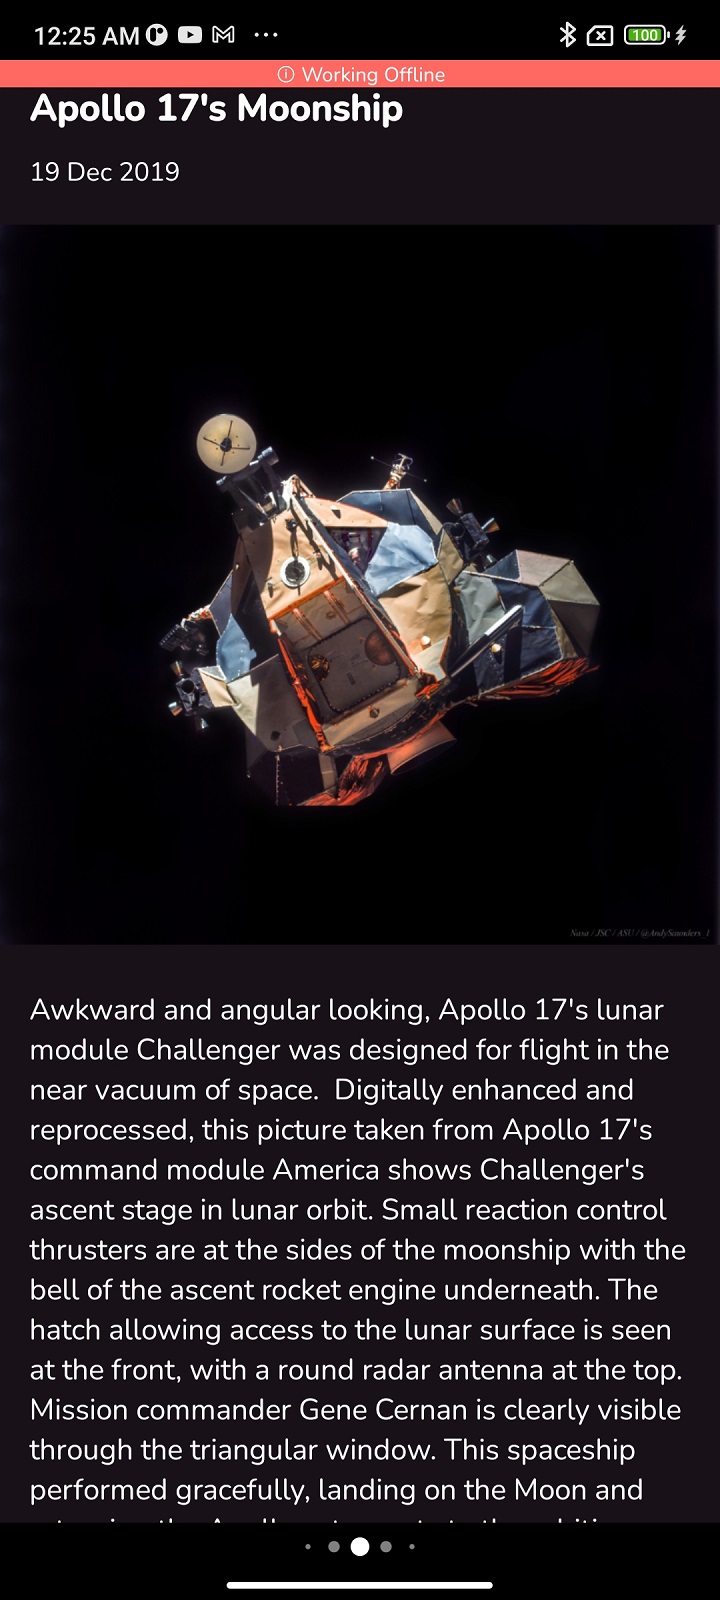 12:25 AM
100
Working Offline
Apollo 17's Moonship
19 Dec 2019
Nasa / JSC / ASU / @AndySaunders_1
Awkward and angular looking, Apollo 17's lunar
module Challenger was designed for flight in the
near vacuum of space.  Digitally enhanced and
reprocessed, this picture taken from Apollo 17's
command module America shows Challenger's
ascent stage in lunar orbit. Small reaction control
thrusters are at the sides of the moonship with the
bell of the ascent rocket engine underneath. The
hatch allowing access to the lunar surface is seen
at the front, with a round radar antenna at the top.
Mission commander Gene Cernan is clearly visible
through the triangular window. This spaceship
performed gracefully, landing on the Moon and